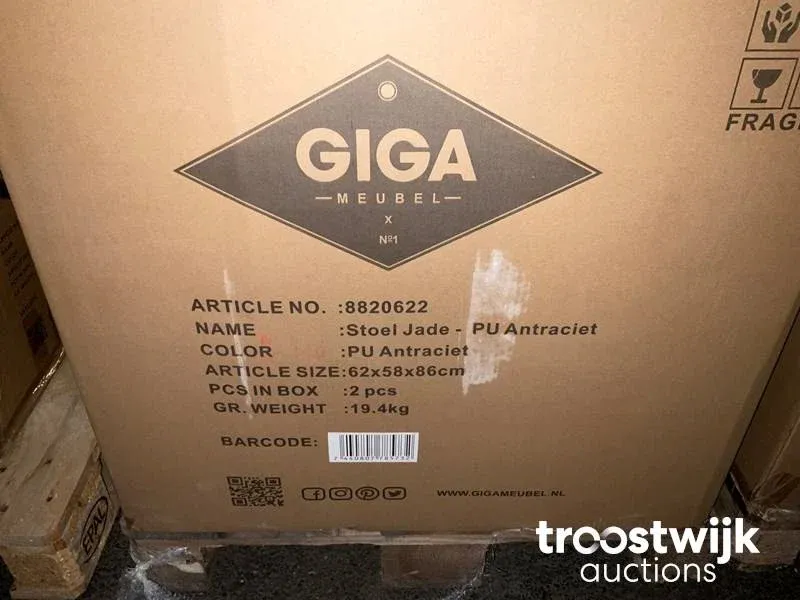 GIGA
MEUBEL
x
Nº1
ARTICLE NO. :8820622
NAME :Stoel Jade - PU Antraciet
COLOR :PU Antraciet
ARTICLE SIZE:62x58x86cm
PCS IN BOX :2 pcs
GR. WEIGHT :19.4kg
BARCODE:
WWW.GIGAMEUBEL.NL
FRAG
EPAL
troostwijk
auctions